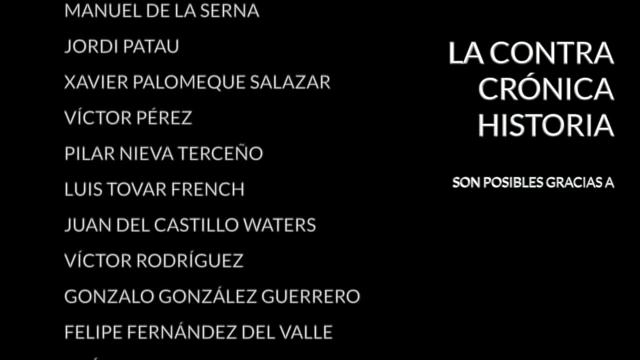 MANUEL DE LA SERNA
JORDI PATAU
XAVIER PALOMEQUE SALAZAR
VÍCTOR PÉREZ
PILAR NIEVA TERCEÑO
LUIS TOVAR FRENCH
JUAN DEL CASTILLO WATERS
VÍCTOR RODRÍGUEZ
GONZALO GONZÁLEZ GUERRERO
FELIPE FERNÁNDEZ DEL VALLE
LA CONTRA
CRÓNICA
HISTORIA
SON POSIBLES GRACIAS A